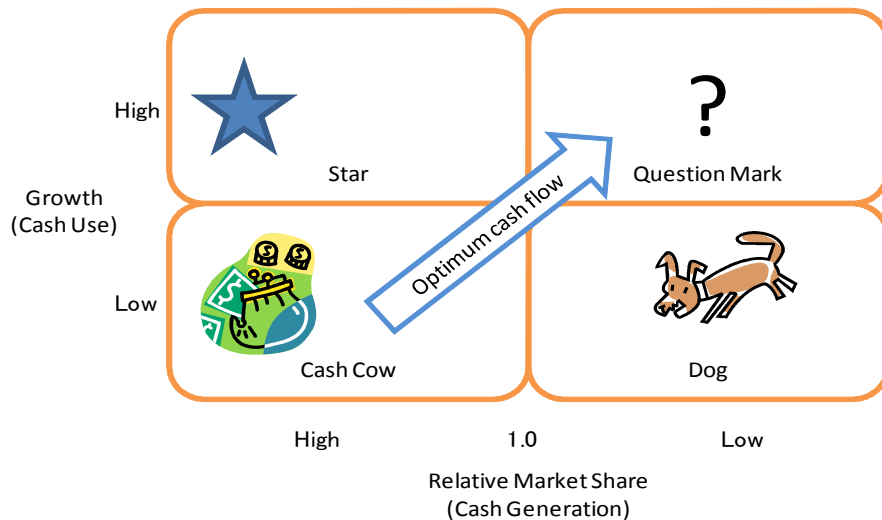 High
?
Star
Question Mark
Growth
(Cash Use)
Optimum cash flow
$ $
$
Low
Cash Cow
Dog
High
1.0
Low
Relative Market Share
(Cash Generation)